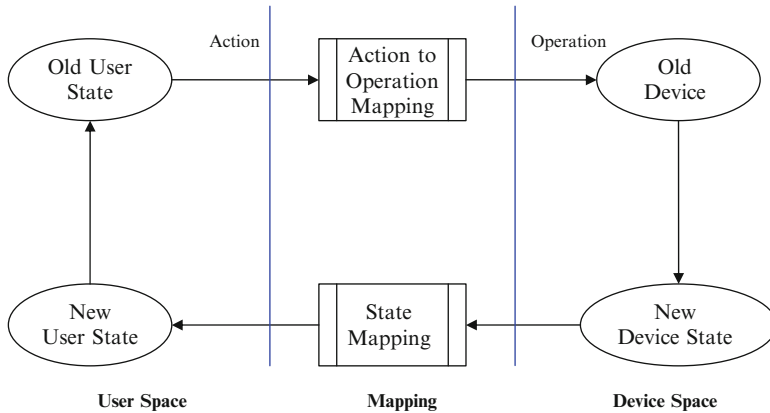 Action
Operation
Old User
State
Action to
Operation
Mapping
Old
Device
New
User State
State
Mapping
New
Device State
User Space
Mapping
Device Space